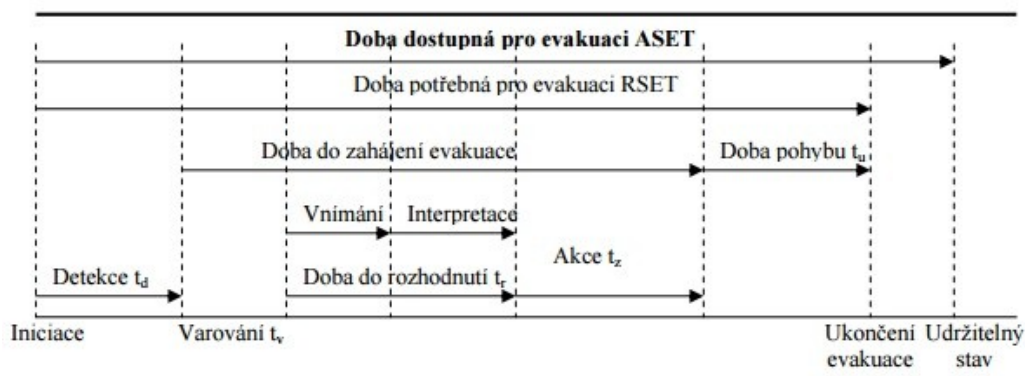 Doba dostupná pro evakuaci ASET
Doba potřebná pro evakuaci RSET
Doba do zahájení evakuace
Doba pohybu tu
Vnímání
Interpretace
Akce tz
Detekce td
Doba do rozhodnutí tr
Iniciace
Varování tv
Ukončení
evakuace
Udržitelný
stav